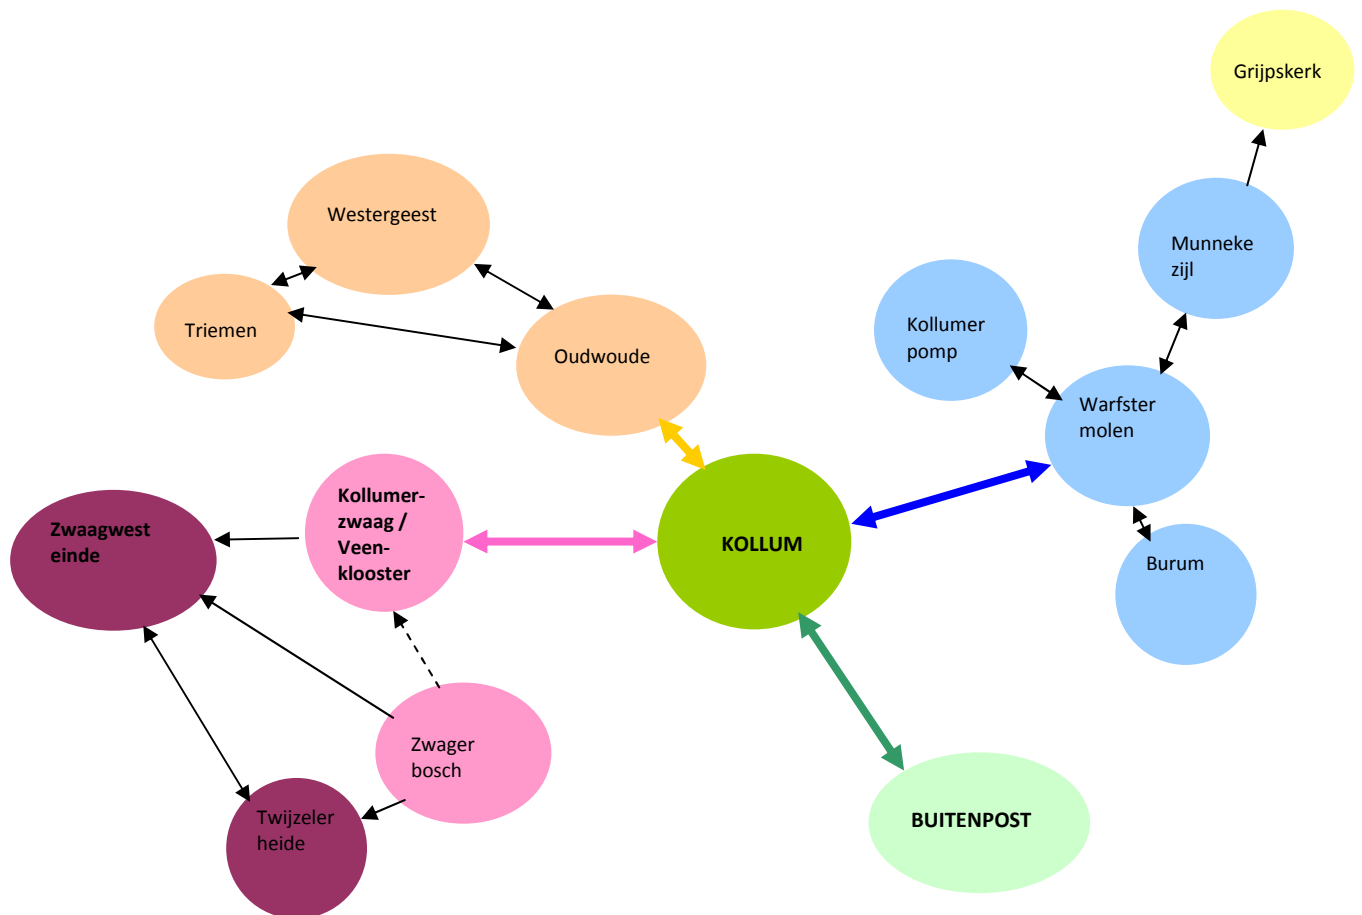 Grijpskerk
Westergeest
Munneke
zijl
Triemen
Kollumer
pomp
Oudwoude
Warfster
molen
Kollumer-
zwaag /
Veen-
klooster
Zwaagwest
einde
KOLLUM
Burum
Zwager
bosch
Twijzeler
heide
BUITENPOST